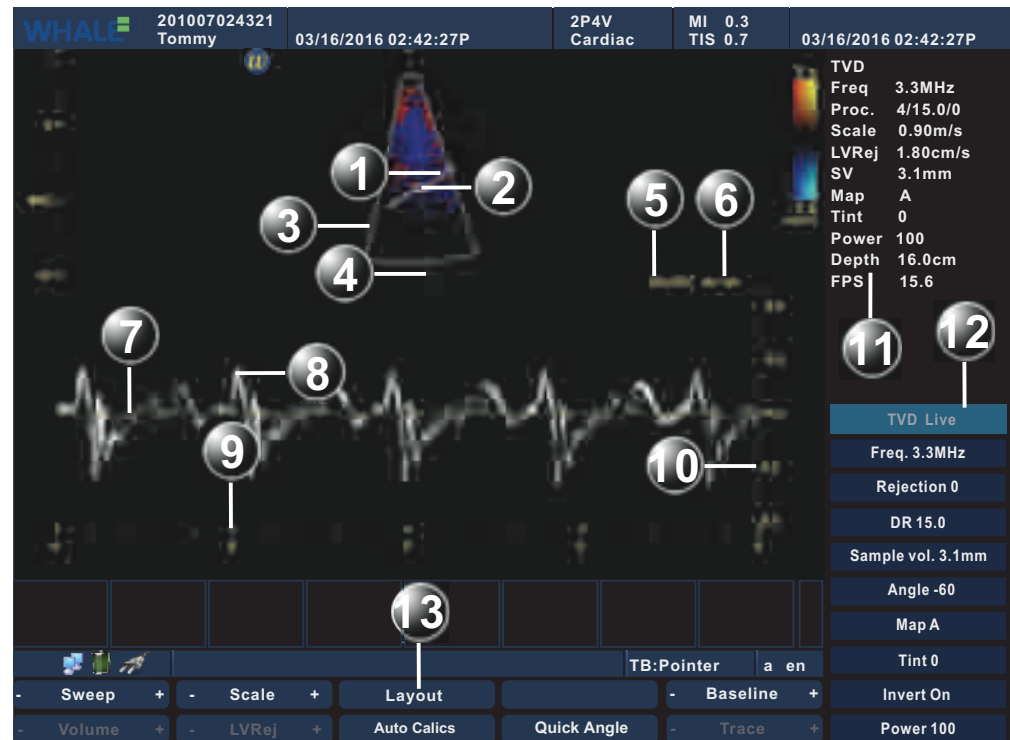 WHALE
201007024321
Tommy
03/16/2016 02:42:27P
2P4V
Cardiac
MI 0.3
TIS 0.7
03/16/2016 02:42:27P
TVD
Freq 3.3MHz
Proc. 4/15.0/0
Scale 0.90m/s
LVRej 1.80cm/s
SV 3.1mm
Map A
Tint 0
Power 100
Depth 16.0cm
FPS 15.6
1
2
3
4
5
6
7
8
9
10
11
12
13
TVD Live
Freq. 3.3MHz
Rejection 0
DR 15.0
Sample vol. 3.1mm
Angle -60
Map A
Tint 0
Invert On
Power 100
TB:Pointer a en
- Sweep + - Scale + Layout - Baseline +
- Volume + - LVRej + Auto Calics Quick Angle - Trace +